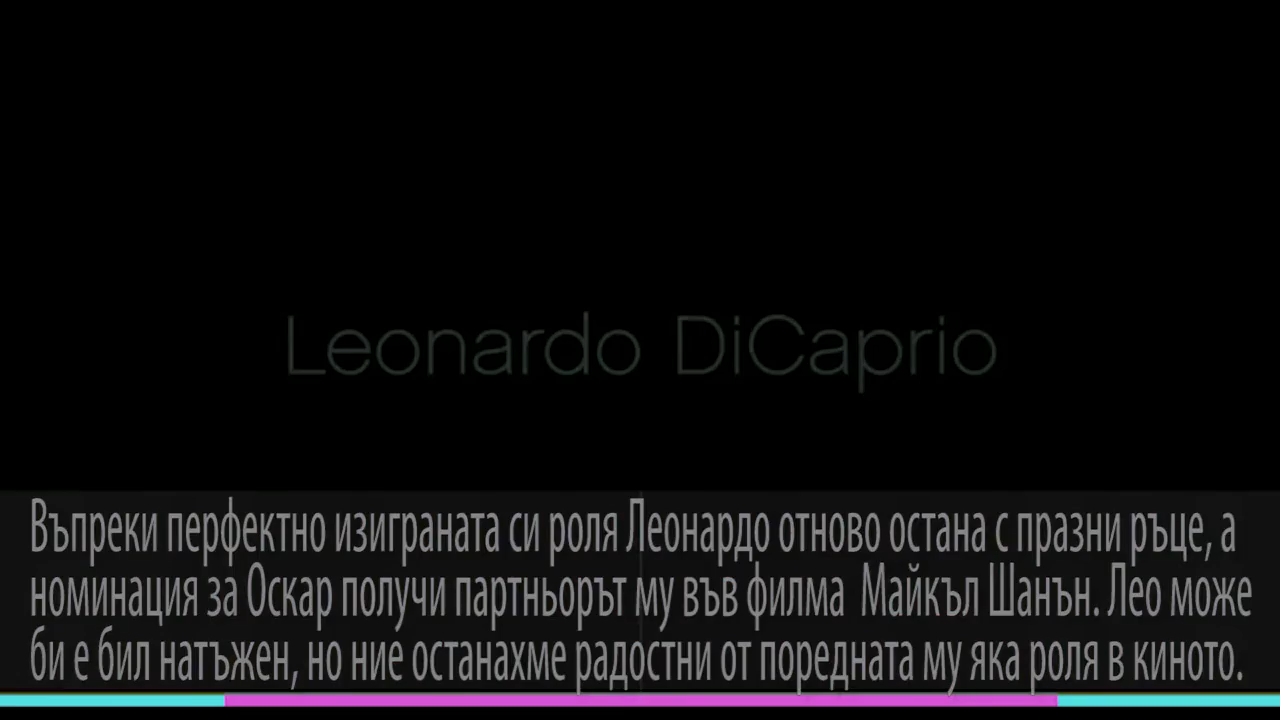 Leonardo DiCaprio
Въпреки перфектно изиграната си роля Леонардо отново остана с празни ръце, а
номинация за Оскар получи партньорът му във филма Майкъл Шанън. Лео може
би е бил натъжен, но ние останахме радостни от поредната му яка роля в киното.